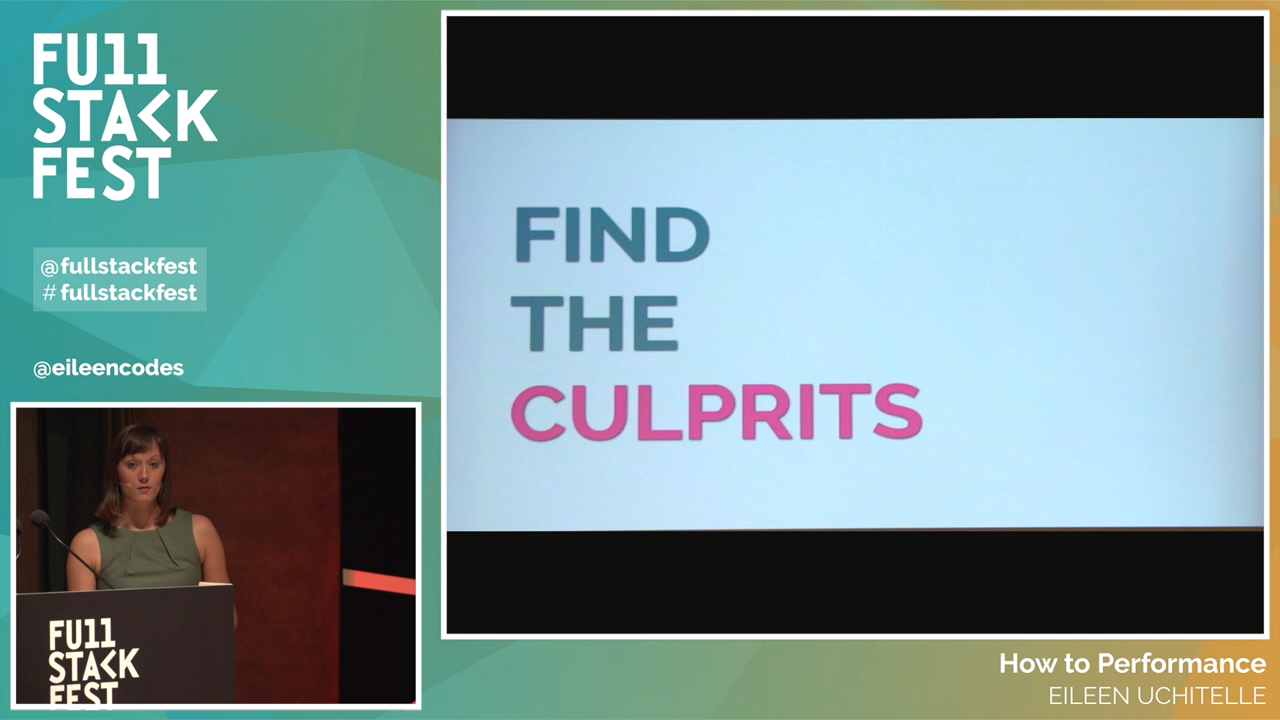 FU11
STACK
FEST
@fullstackfest
# fullstackfest
@eileencodes
FIND
THE
CULPRITS
FU11
STACK
FEST
How to Performance
EILEEN UCHITELLE